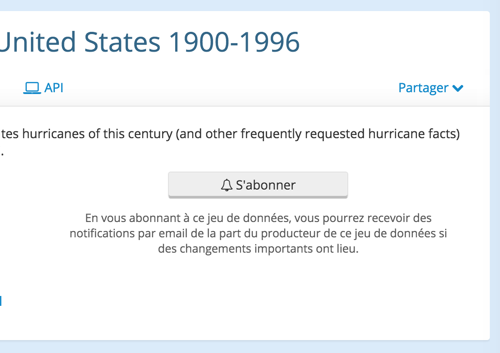 United States 1900-1996
API
Partager
tes hurricanes of this century (and other frequently requested hurricane facts)
.
S'abonner
En vous abonnant à ce jeu de données, vous pourrez recevoir des
notifications par email de la part du producteur de ce jeu de données si
des changements importants ont lieu.